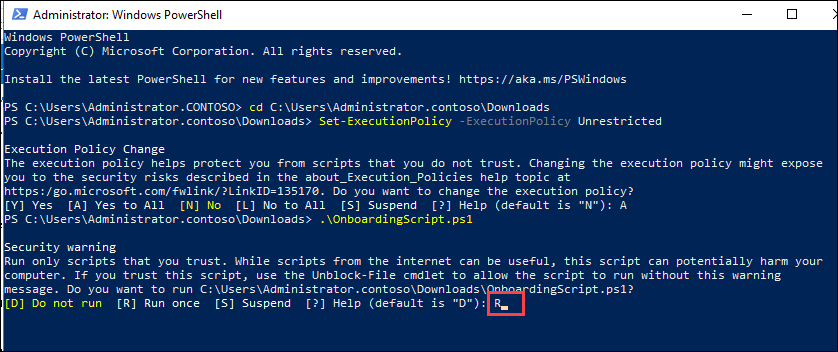 Administrator: Windows PowerShell
Windows PowerShell
Copyright (C) Microsoft Corporation. All rights reserved.
Install the latest PowerShell for new features and improvements! https://aka.ms/PSWindows
PS C:\Users\Administrator.CONTOSO> cd C:\Users\Administrator.contoso\Downloads
PS C:\Users\Administrator.contoso\Downloads> Set-ExecutionPolicy -ExecutionPolicy Unrestricted
Execution Policy Change
The execution policy helps protect you from scripts that you do not trust. Changing the execution policy might expose
you to the security risks described in the about_Execution_Policies help topic at
https:/go.microsoft.com/fwlink/?LinkID=135170. Do you want to change the execution policy?
[Y] Yes  [A] Yes to All  [N] No  [L] No to All  [S] Suspend  [?] Help (default is "N"): A
PS C:\Users\Administrator.contoso\Downloads> .\OnboardingScript.ps1
Security warning
Run only scripts that you trust. While scripts from the internet can be useful, this script can potentially harm your
computer. If you trust this script, use the Unblock-File cmdlet to allow the script to run without this warning
message. Do you want to run C:\Users\Administrator.contoso\Downloads\OnboardingScript.ps1?
[D] Do not run  [R] Run once  [S] Suspend  [?] Help (default is "D"): R